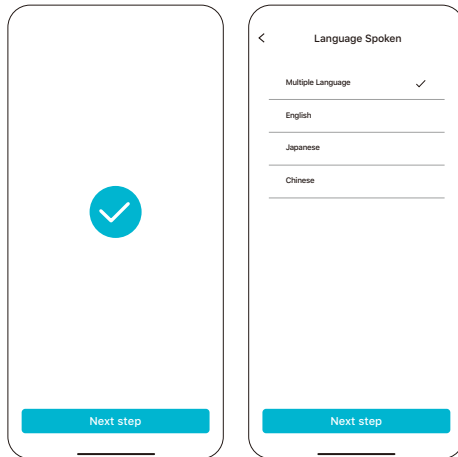 Next step
Language Spoken
Multiple Language
English
Japanese
Chinese
Next step